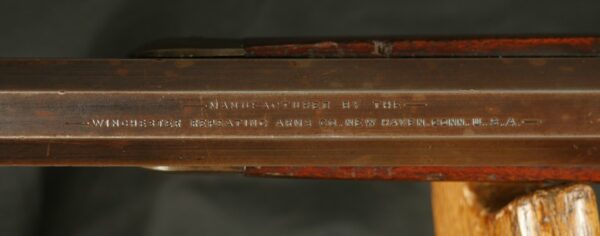 MANUFACTURED BY THE
WINCHESTER REPEATING ARMS CO. NEW HAVEN. CONN. U.S.A.